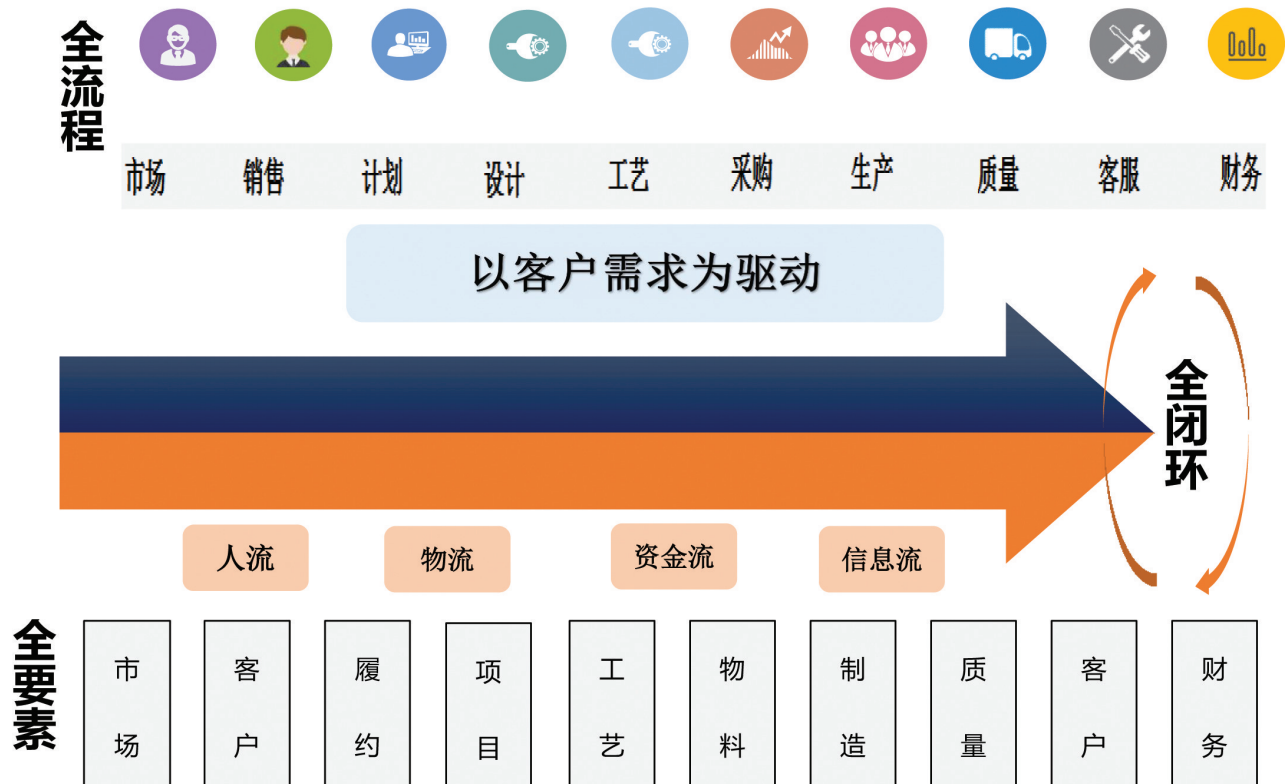 全流程
市场 销售 计划 设计 工艺 采购 生产 质量 客服 财务
以客户需求为驱动
全闭环
人流 物流 资金流 信息流
全要素
市场 客户 履约 项目 工艺 物料 制造 质量 客户 财务